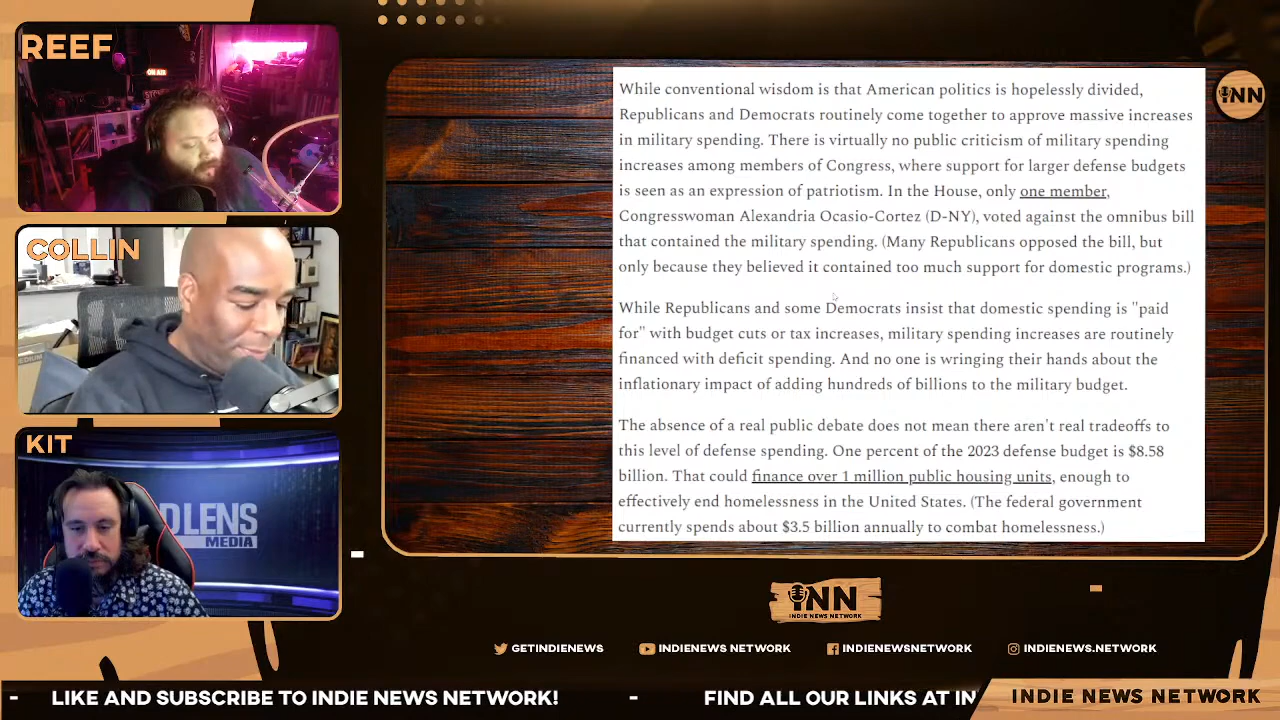 REEF
ON AIR
COLLIN
KIT
DLENS
MEDIA
While conventional wisdom is that American politics is hopelessly divided,
Republicans and Democrats routinely come together to approve massive increases
in military spending. There is virtually no public criticism of military spending
increases among members of Congress, where support for larger defense budgets
is seen as an expression of patriotism. In the House, only one member,
Congresswoman Alexandria Ocasio-Cortez (D-NY), voted against the omnibus bill
that contained the military spending. (Many Republicans opposed the bill, but
only because they believed it contained too much support for domestic programs.)
While Republicans and some Democrats insist that domestic spending is "paid
for" with budget cuts or tax increases, military spending increases are routinely
financed with deficit spending. And no one is wringing their hands about the
inflationary impact of adding hundreds of billions to the military budget.
The absence of a real public debate does not mean there aren't real tradeoffs to
this level of defense spending. One percent of the 2023 defense budget is $8.58
billion. That could finance over 1 million public housing units, enough to
effectively end homelessness in the United States. (The federal government
currently spends about $3.5 billion annually to combat homelessness.)
iNN
iNN
INDIE NEWS NETWORK
GETINDIENEWS
INDIENEWS NETWORK
INDIENEWSNETWORK
INDIENEWS.NETWORK
- LIKE AND SUBSCRIBE TO INDIE NEWS NETWORK! - FIND ALL OUR LINKS AT IN
INDIE NEWS NETWORK